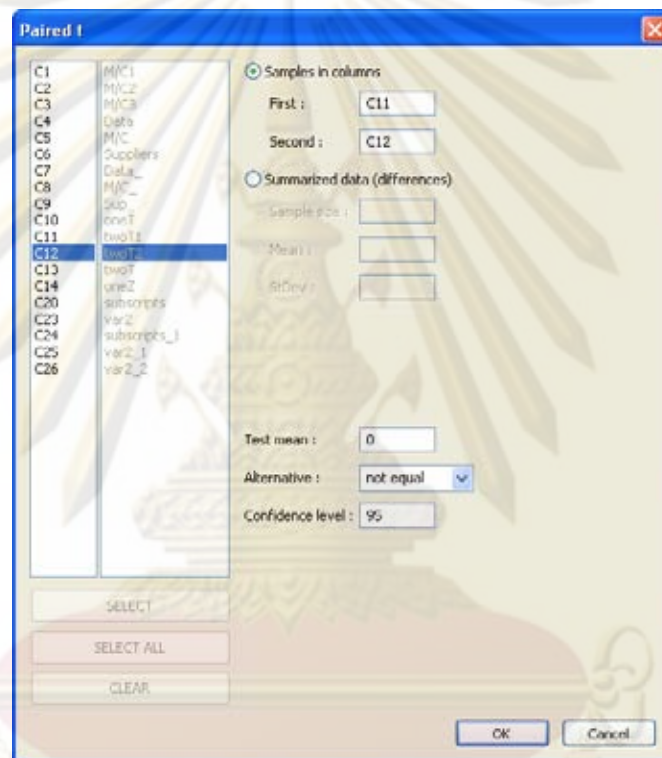 Paired t
C1 M/C1
C2 M/C2
C3 M/C3
C4 Data
C5 M/C
C6 Suppliers
C7 Data_
C8 M/C_
C9 Sup
C10 oneT
C11 twoT1
C12 twoT2
C13 twoT
C14 oneZ
C20 subscripts
C23 var2
C24 subscripts_1
C25 var2_1
C26 var2_2
SELECT
SELECT ALL
CLEAR
Samples in columns
First : C11
Second : C12
Summarized data (differences)
Sample size :
Mean :
StDev :
Test mean : 0
Alternative : not equal
Confidence level : 95
OK Cancel